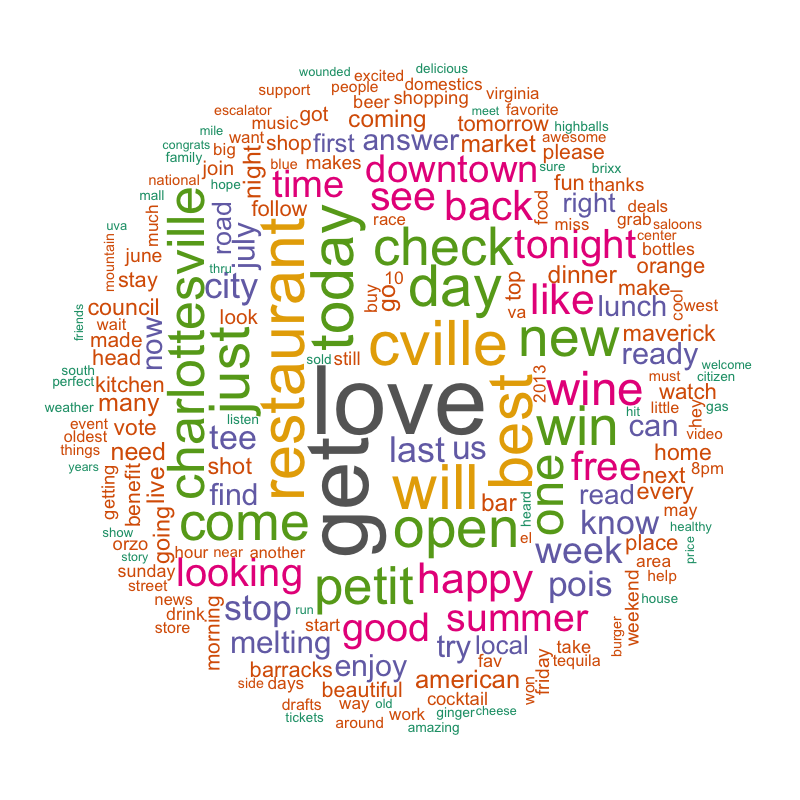 wounded
delicious
excited
domestics
support
people
virginia
beer
shopping
meet
favorite
escalator
music
got
coming
tomorrow
highballs
mile
want
shop
first
answer
market
awesome
congrats
big
makes
please
family
join
night
blue
downtown
sure
brixx
national
hope
time
see
back
food
fun
thanks
mall
much
road
july
follow
race
right
deals
uva
charlottesville
restaurant
today
check
tonight
miss
grab
saloons
center
bottles
june
mountain
thru
city
buy
go
10
day
top
va
dinner
make
orange
stay
like
lunch
cool
west
council
look
just
friends
wait
now
made
cville
new
maverick
ready
head
sold
still
south
perfect
kitchen
love
best
2013
wine
must
watch
welcome
citizen
weather
many
listen
win
hit
little
hey
gas
event
vote
tee
last
us
can
video
oldest
things
need
shot
get
will
free
home
years
getting
benefit
live
find
bar
one
read
next
every
8pm
going
come
open
heard
know
may
healthy
show
orzo
hour
near
another
el
week
place
price
story
sunday
looking
petit
happy
pois
area
help
street
news
drink
store
stop
run
start
good
summer
house
morning
melting
try
local
burger
weekend
barracks
enjoy
fav
take
tequila
side
days
beautiful
american
friday
won
drafts
way
old
cocktail
tickets
around
work
ginger
cheese
amazing